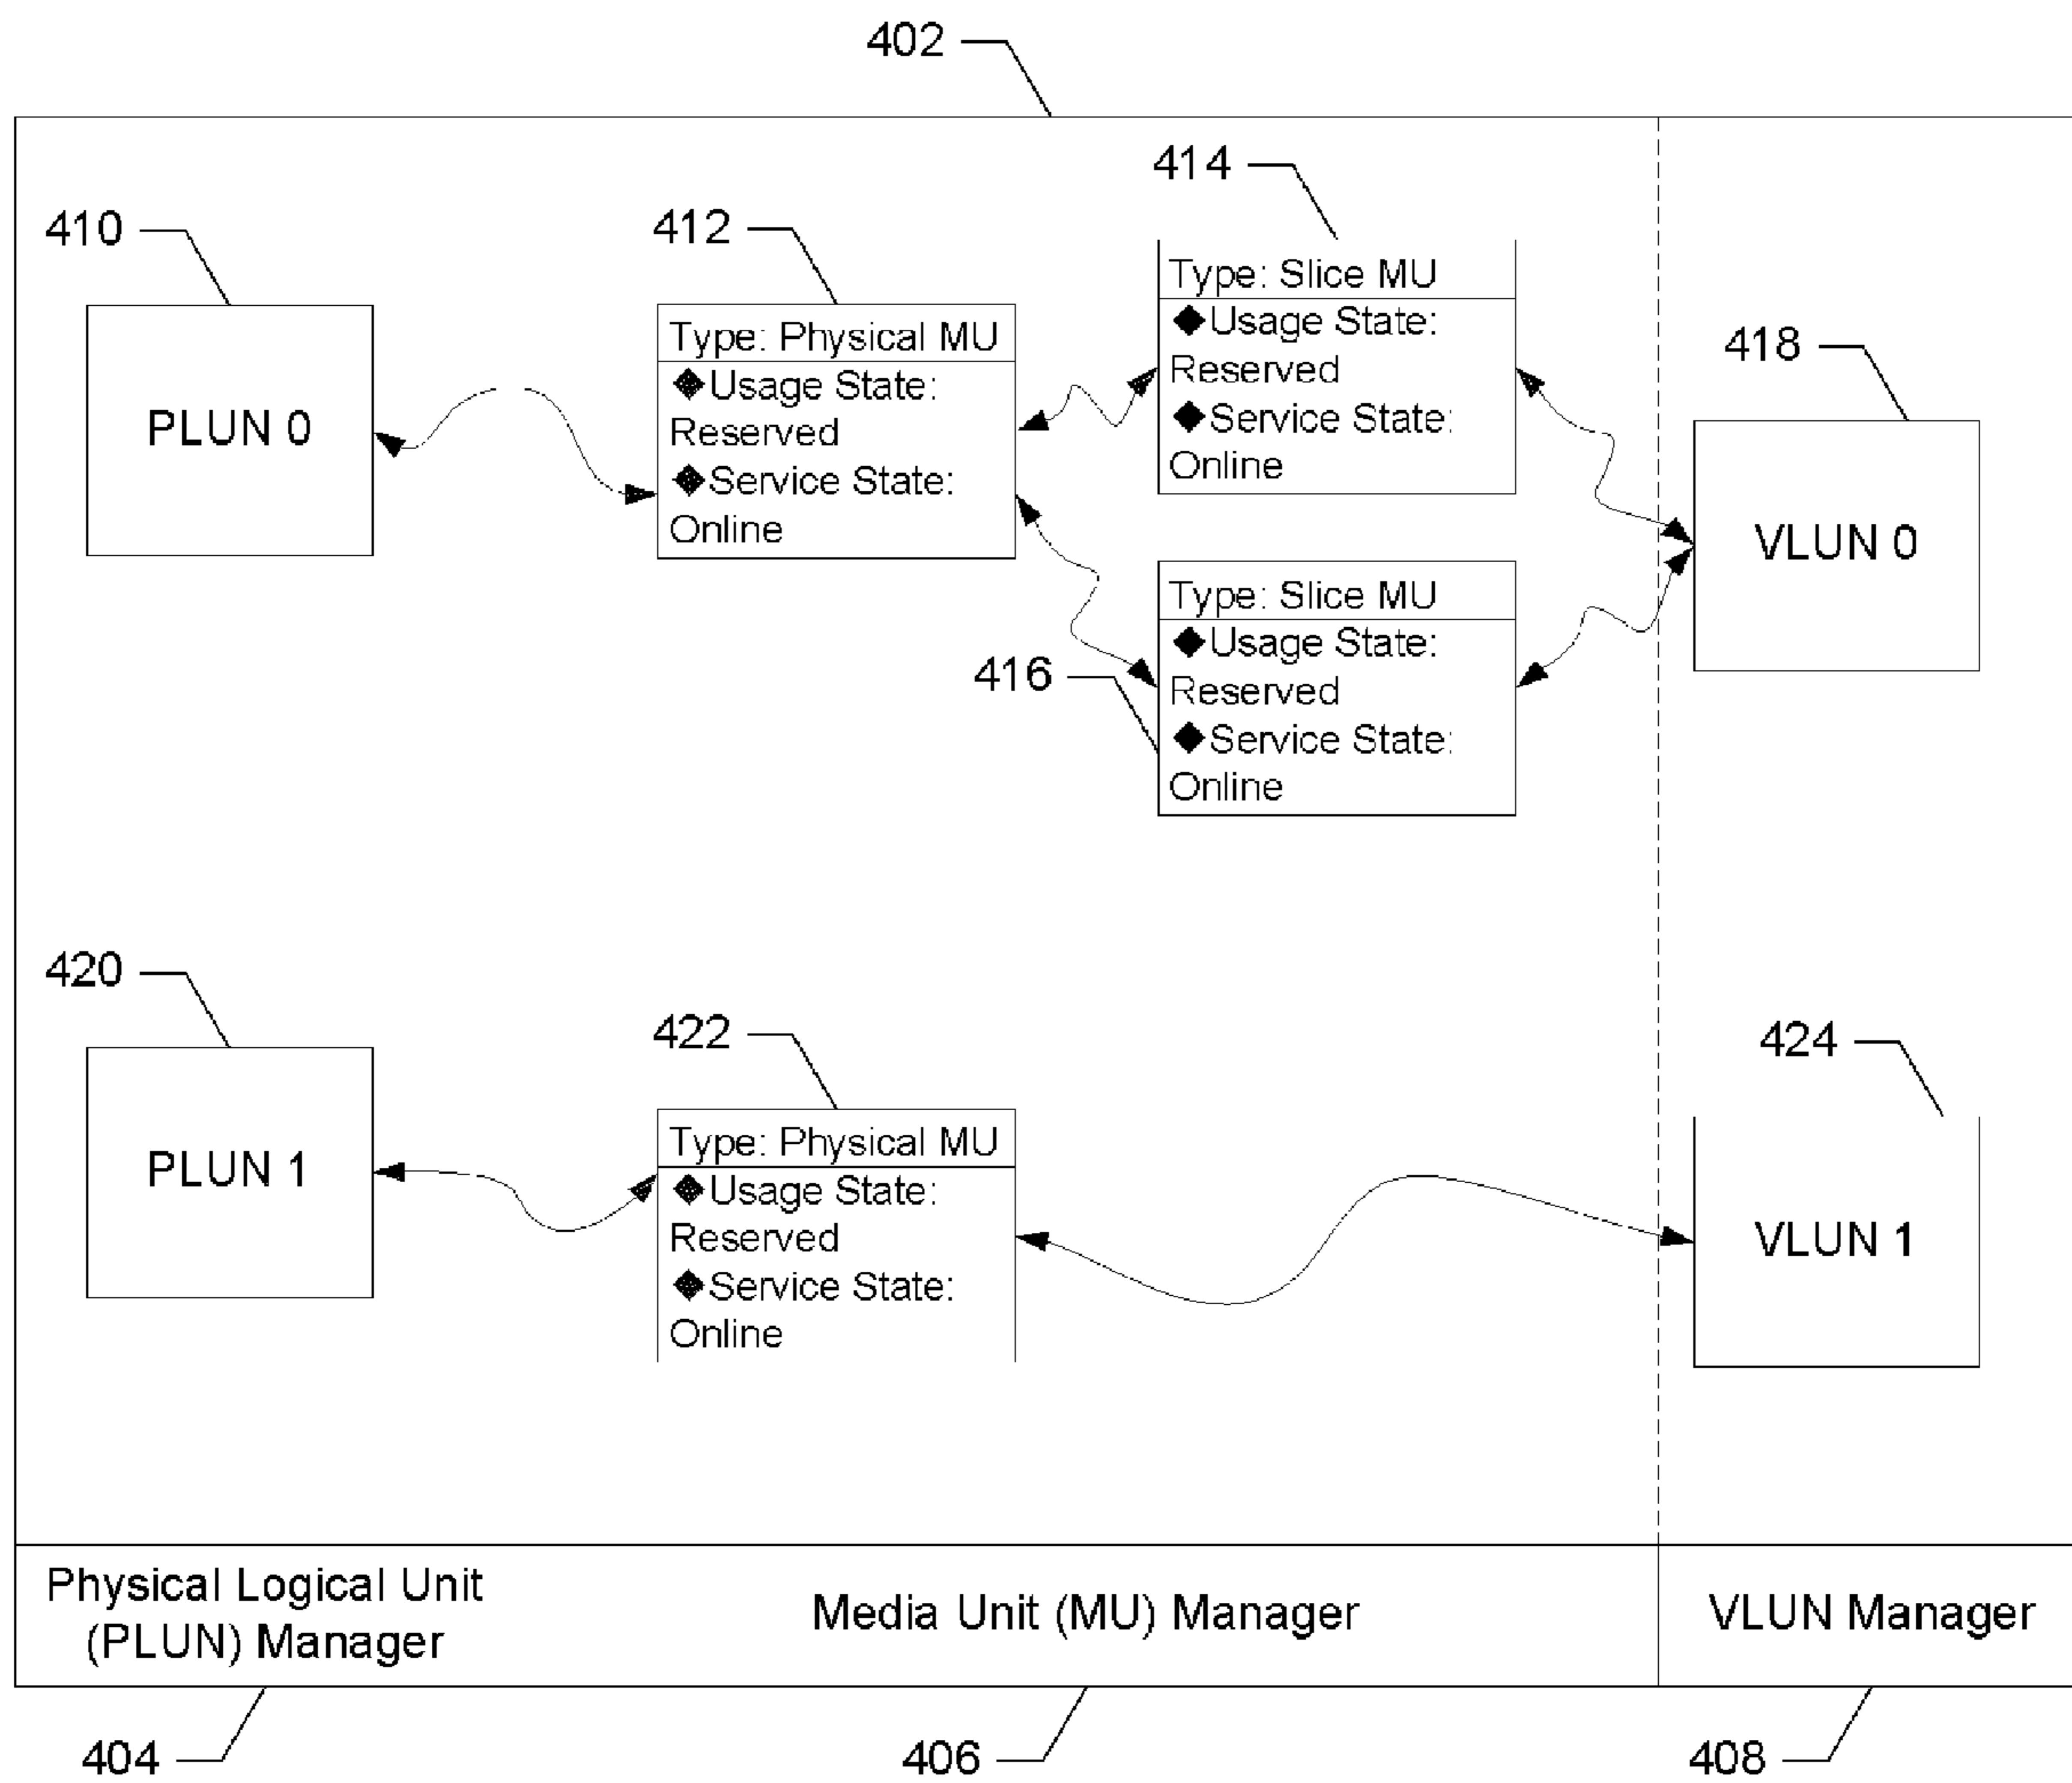 402
414
410
412
Type: Slice MU
◆Usage State:
Reserved
◆Service State:
Online
418
Type: Physical MU
◆Usage State:
Reserved
◆Service State:
Online
PLUN 0
VLUN 0
Type: Slice MU
◆Usage State:
Reserved
◆Service State:
Online
416
420
422
424
PLUN 1
Type: Physical MU
◆Usage State:
Reserved
◆Service State:
Online
VLUN 1
Physical Logical Unit
(PLUN) Manager
Media Unit (MU) Manager
VLUN Manager
404
406
408